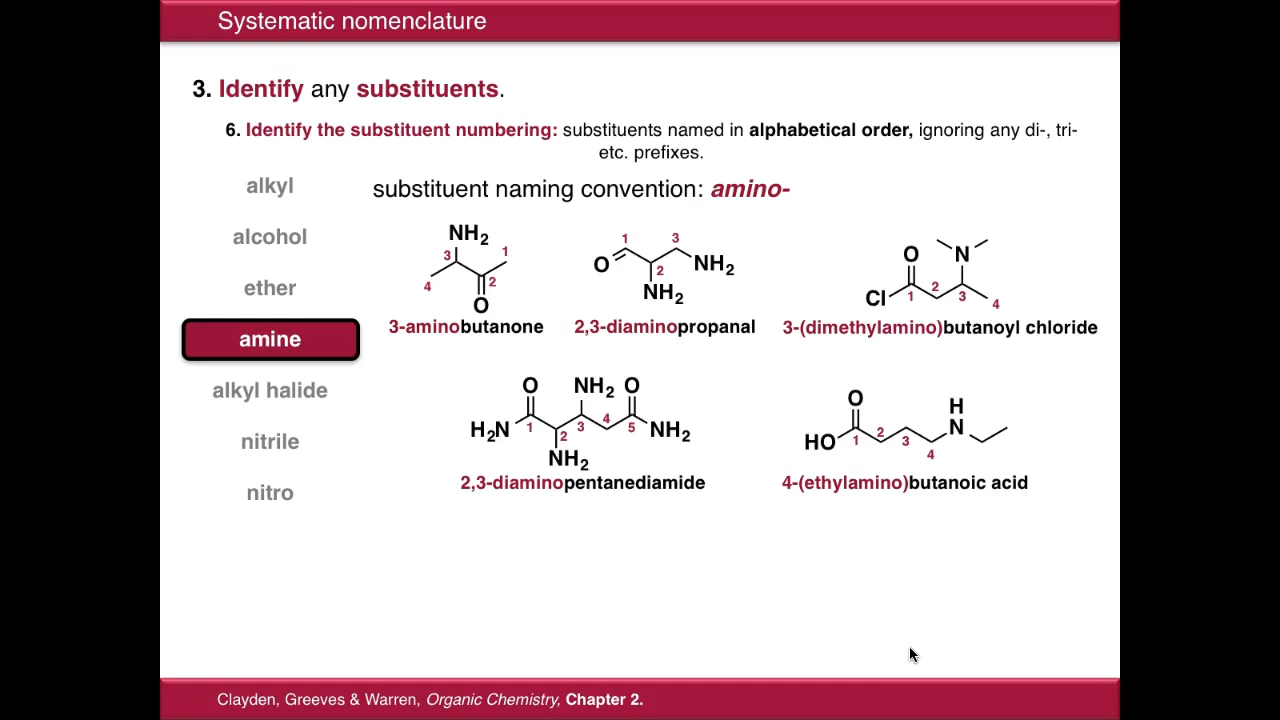 Systematic nomenclature
3. Identify any substituents.
6. Identify the substituent numbering: substituents named in alphabetical order, ignoring any di-, tri-
etc. prefixes.
alkyl
alcohol
ether
amine
alkyl halide
nitrile
nitro
substituent naming convention: amino-
NH2
3
1
4
2
O
3-aminobutanone
1
3
O
2
NH2
NH2
2,3-diaminopropanal
O
N
Cl
1
2
3
4
3-(dimethylamino)butanoyl chloride
O
NH2
O
H2N
1
2
3
4
5
NH2
NH2
2,3-diaminopentanediamide
O
H
N
HO
1
2
3
4
4-(ethylamino)butanoic acid
Clayden, Greeves & Warren, Organic Chemistry, Chapter 2.